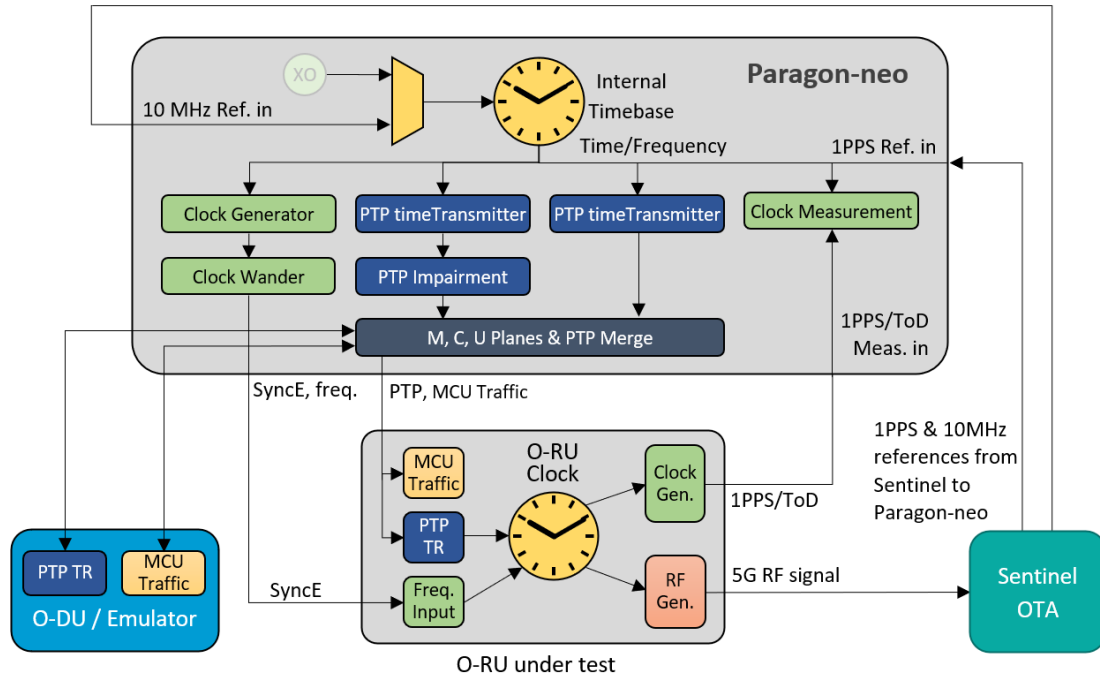 XO
Paragon-neo
Internal
Timebase
10 MHz Ref. in
Time/Frequency
1PPS Ref. in
Clock Generator
PTP timeTransmitter
PTP timeTransmitter
Clock Measurement
Clock Wander
PTP Impairment
M, C, U Planes & PTP Merge
1PPS/ToD
Meas. in
SyncE, freq.
PTP, MCU Traffic
MCU
Traffic
O-RU
Clock
Clock
Gen.
1PPS/ToD
1PPS & 10MHz
references from
Sentinel to
Paragon-neo
PTP
TR
PTP TR
MCU
Traffic
O-DU / Emulator
SyncE
Freq.
Input
RF
Gen.
5G RF signal
Sentinel
OTA
O-RU under test